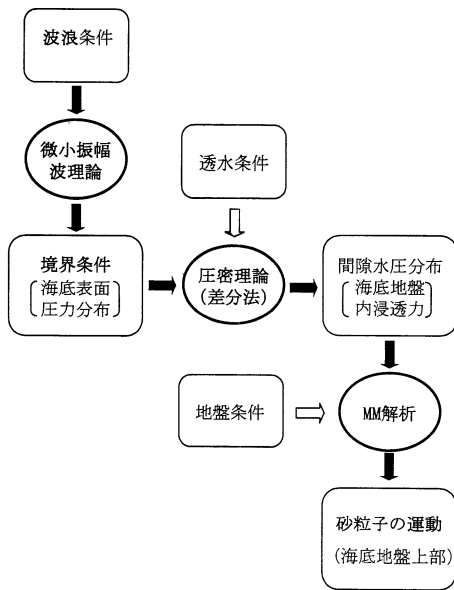 波浪条件
微小振幅
波理論
透水条件
境界条件
海底表面
圧力分布
圧密理論
(差分法)
間隙水圧分布
海底地盤
内浸透力
地盤条件
MM解析
砂粒子の運動
(海底地盤上部)